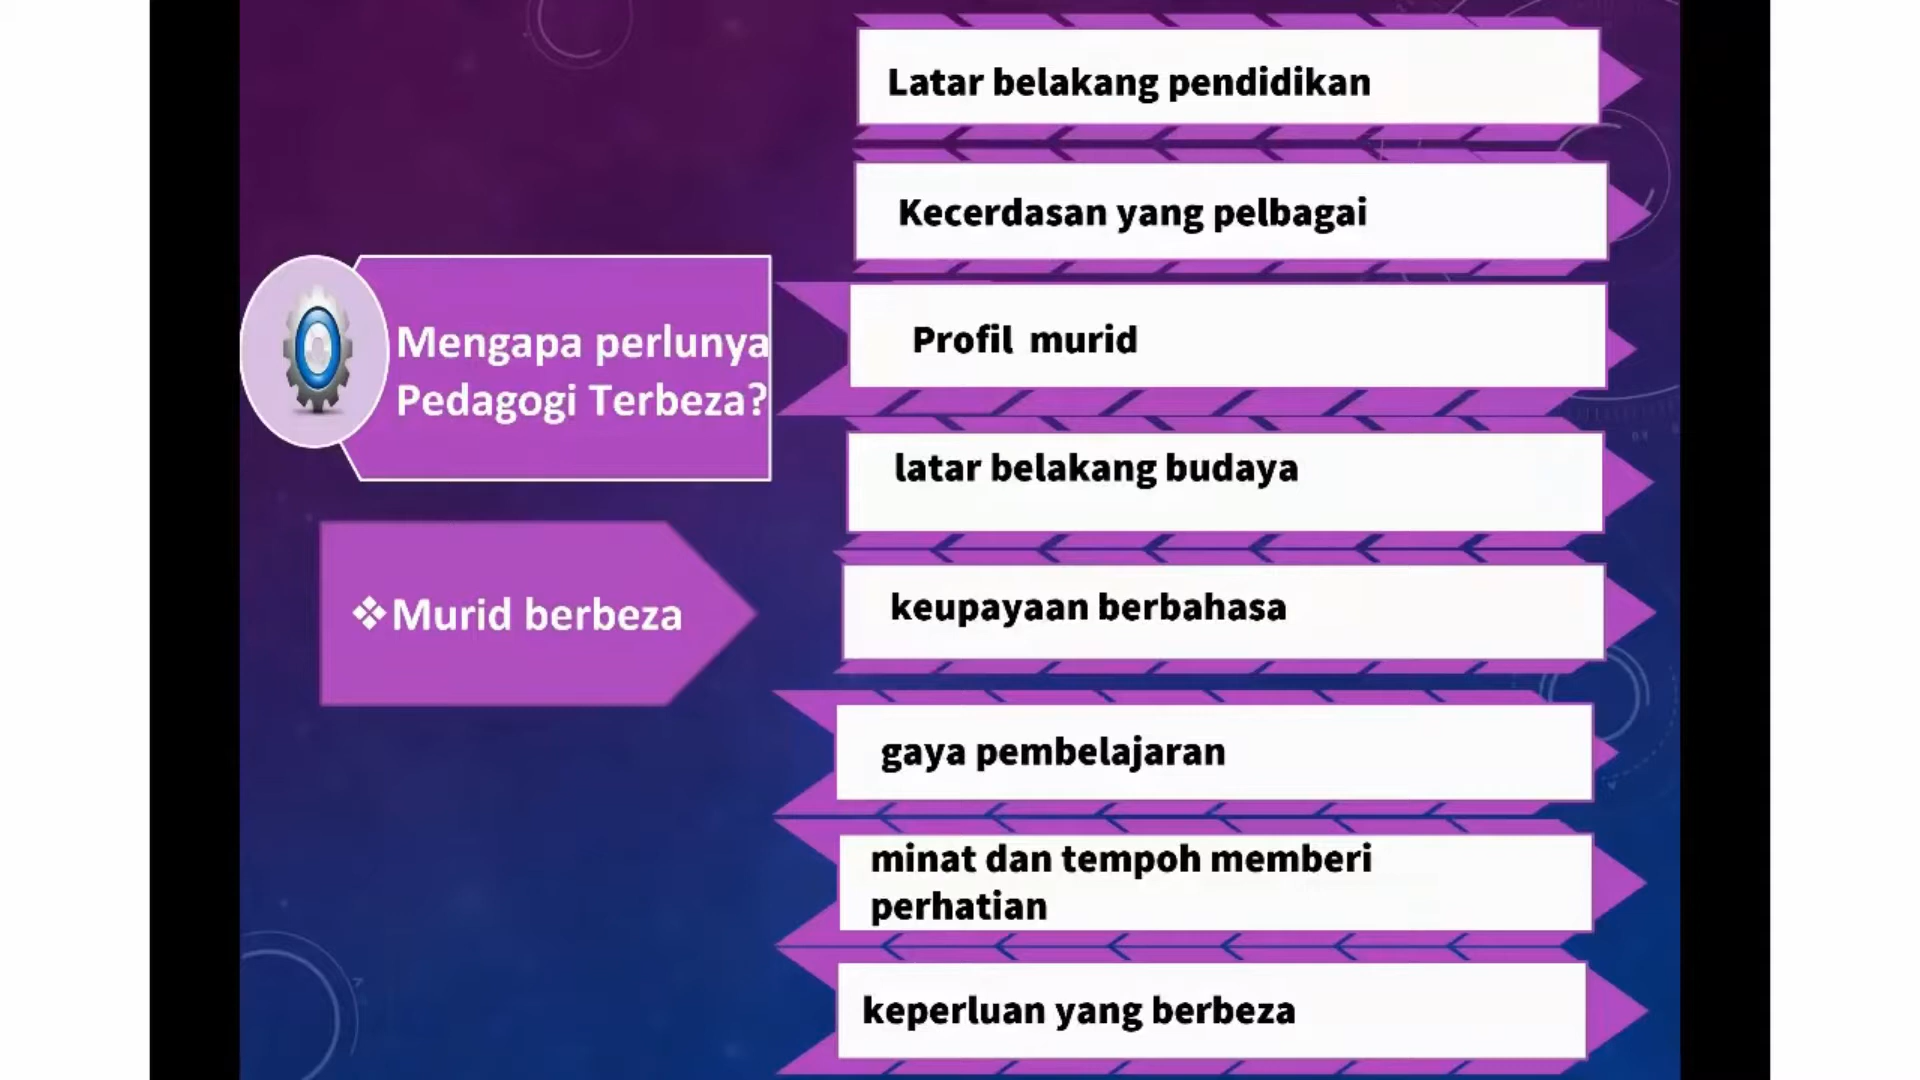 Mengapa perlunya
Pedagogi Terbeza?
❖Murid berbeza
Latar belakang pendidikan
Kecerdasan yang pelbagai
Profil murid
latar belakang budaya
keupayaan berbahasa
gaya pembelajaran
minat dan tempoh memberi
perhatian
keperluan yang berbeza